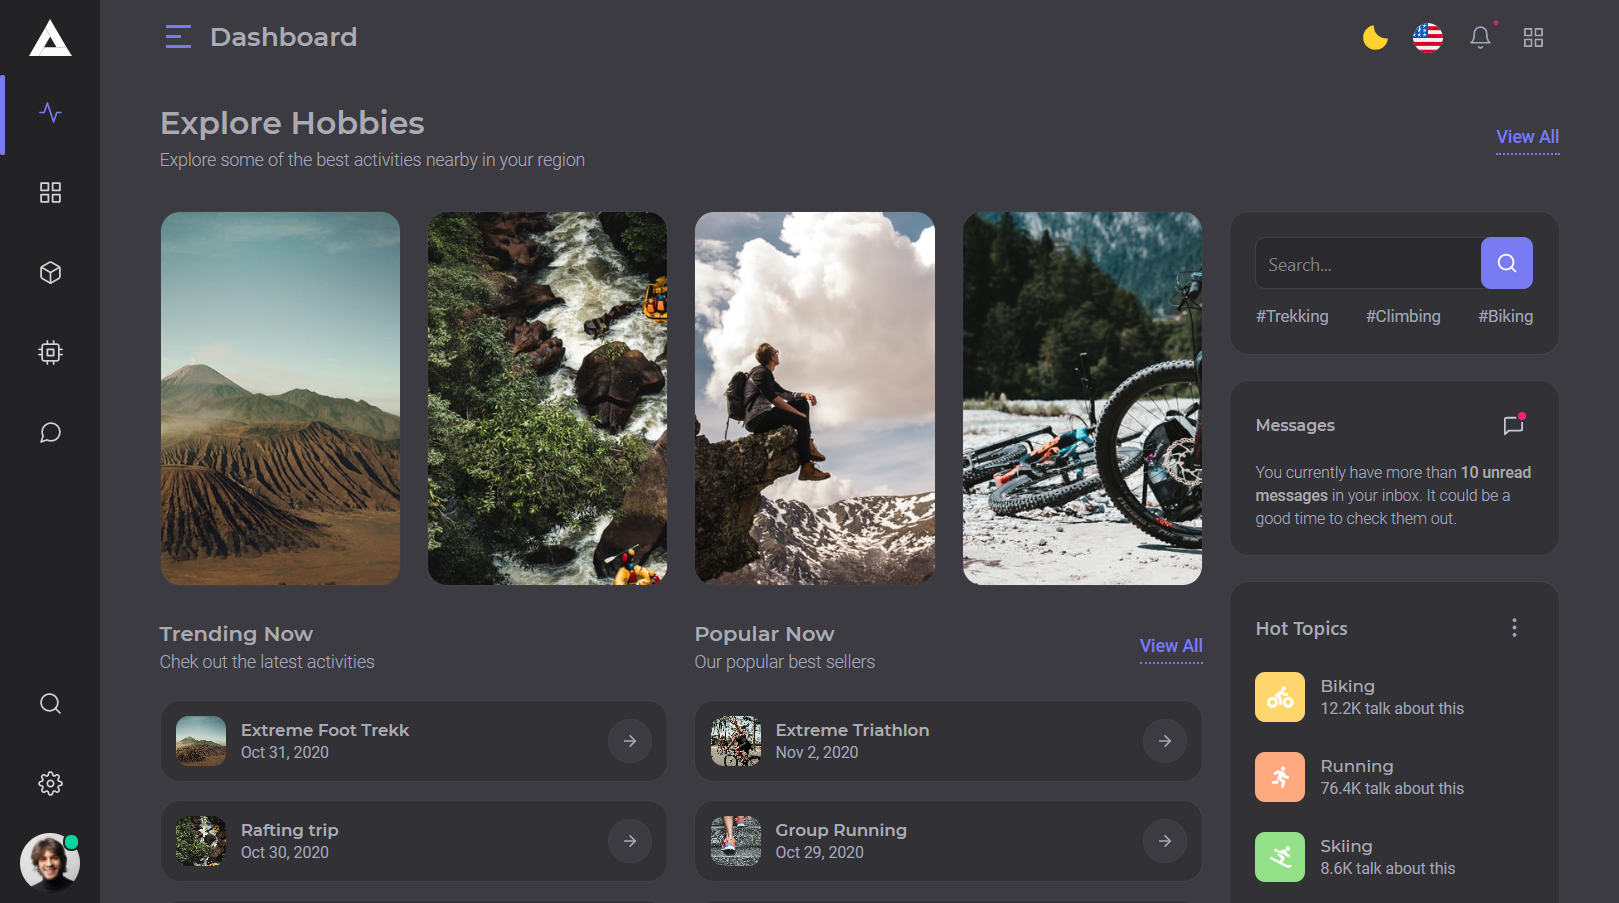 Dashboard
Explore Hobbies
Explore some of the best activities nearby in your region
View All
Search...
#Trekking #Climbing #Biking
Messages
You currently have more than 10 unread
messages in your inbox. It could be a
good time to check them out.
Trending Now
Chek out the latest activities
Extreme Foot Trekk
Oct 31, 2020
Rafting trip
Oct 30, 2020
Popular Now
Our popular best sellers
View All
Extreme Triathlon
Nov 2, 2020
Group Running
Oct 29, 2020
Hot Topics
Biking
12.2K talk about this
Running
76.4K talk about this
Skiing
8.6K talk about this